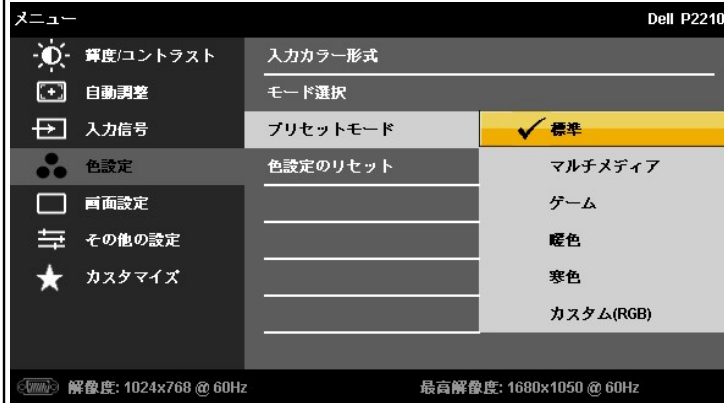 メニュー
Dell P2210
輝度/コントラスト
自動調整
入力信号
色設定
画面設定
その他の設定
カスタマイズ
入力カラー形式
モード選択
プリセットモード
色設定のリセット
標準
マルチメディア
ゲーム
暖色
寒色
カスタム(RGB)
解像度: 1024x768 @ 60Hz
最高解像度: 1680x1050 @ 60Hz